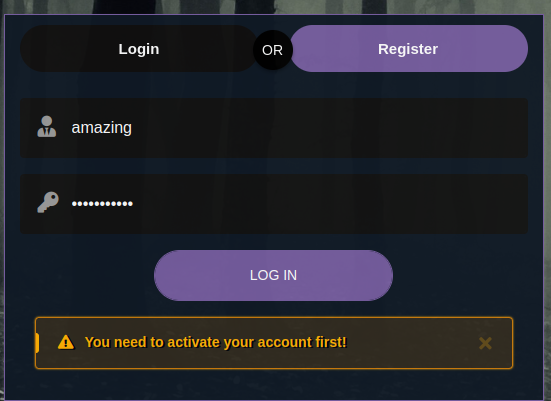 Login OR Register
amazing
•••••••••••
LOG IN
You need to activate your account first!